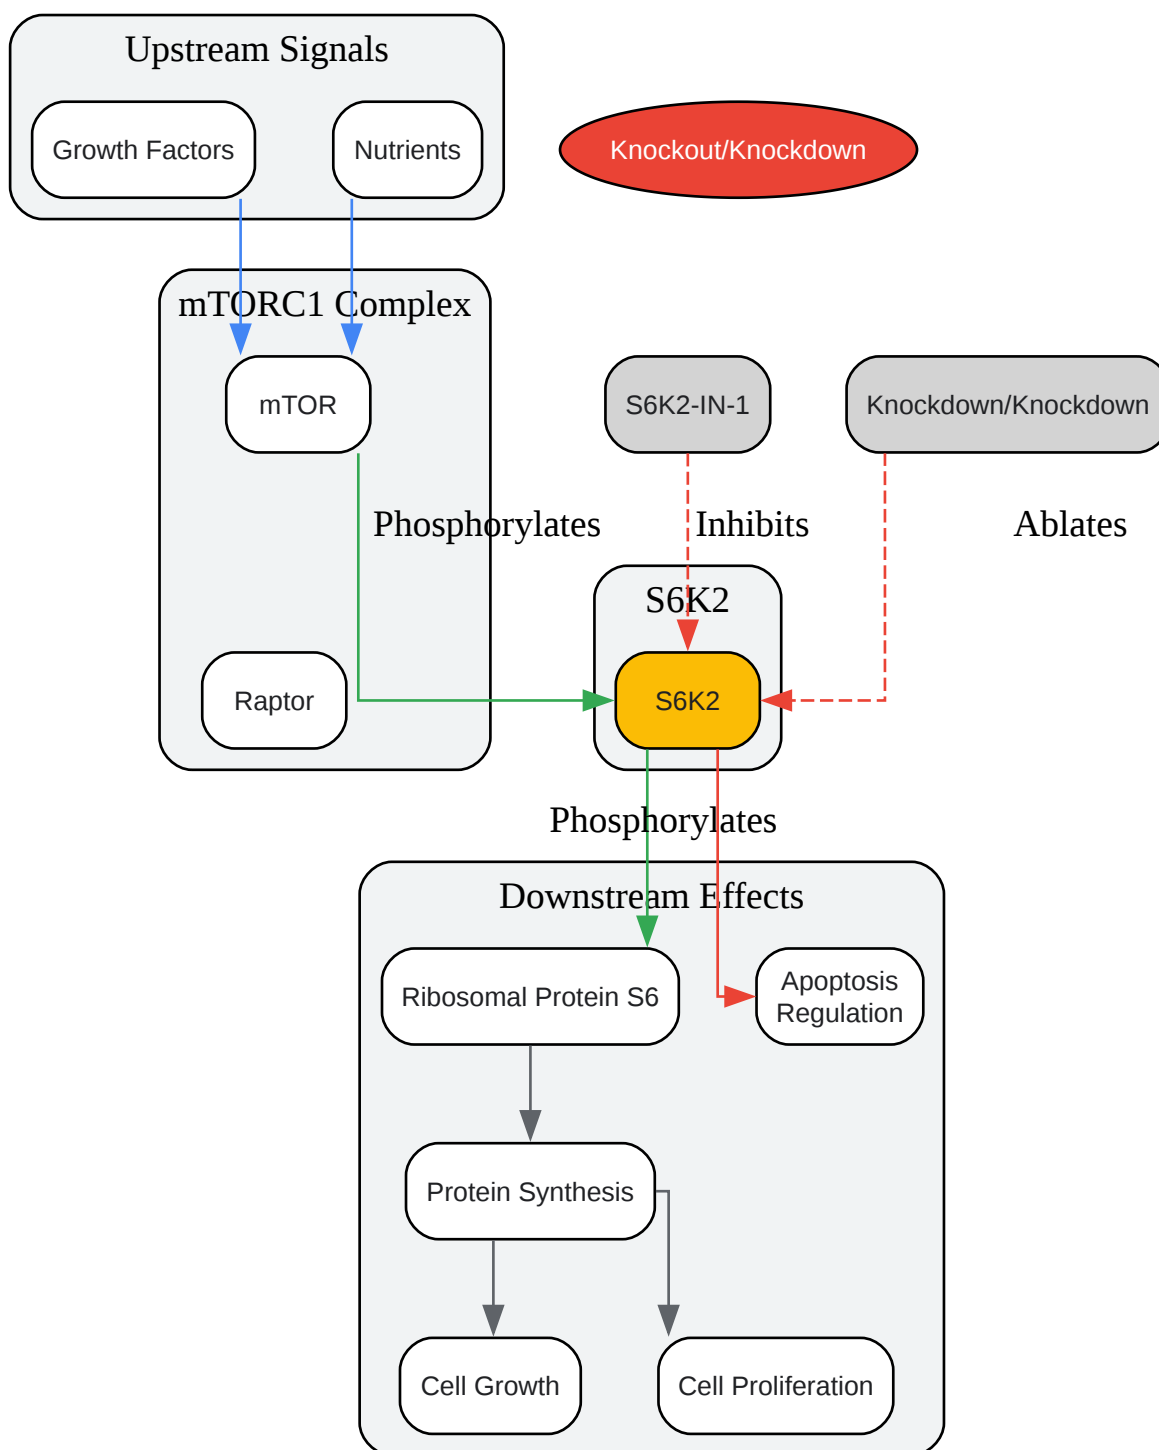 Upstream Signals
Growth Factors
Nutrients
Knockout/Knockdown
mTORC1 Complex
mTOR
S6K2-IN-1
Knockdown/Knockdown
Phosphorylates
Inhibits
Ablates
S6K2
Raptor
S6K2
Phosphorylates
Downstream Effects
Ribosomal Protein S6
Apoptosis
Regulation
Protein Synthesis
Cell Growth
Cell Proliferation